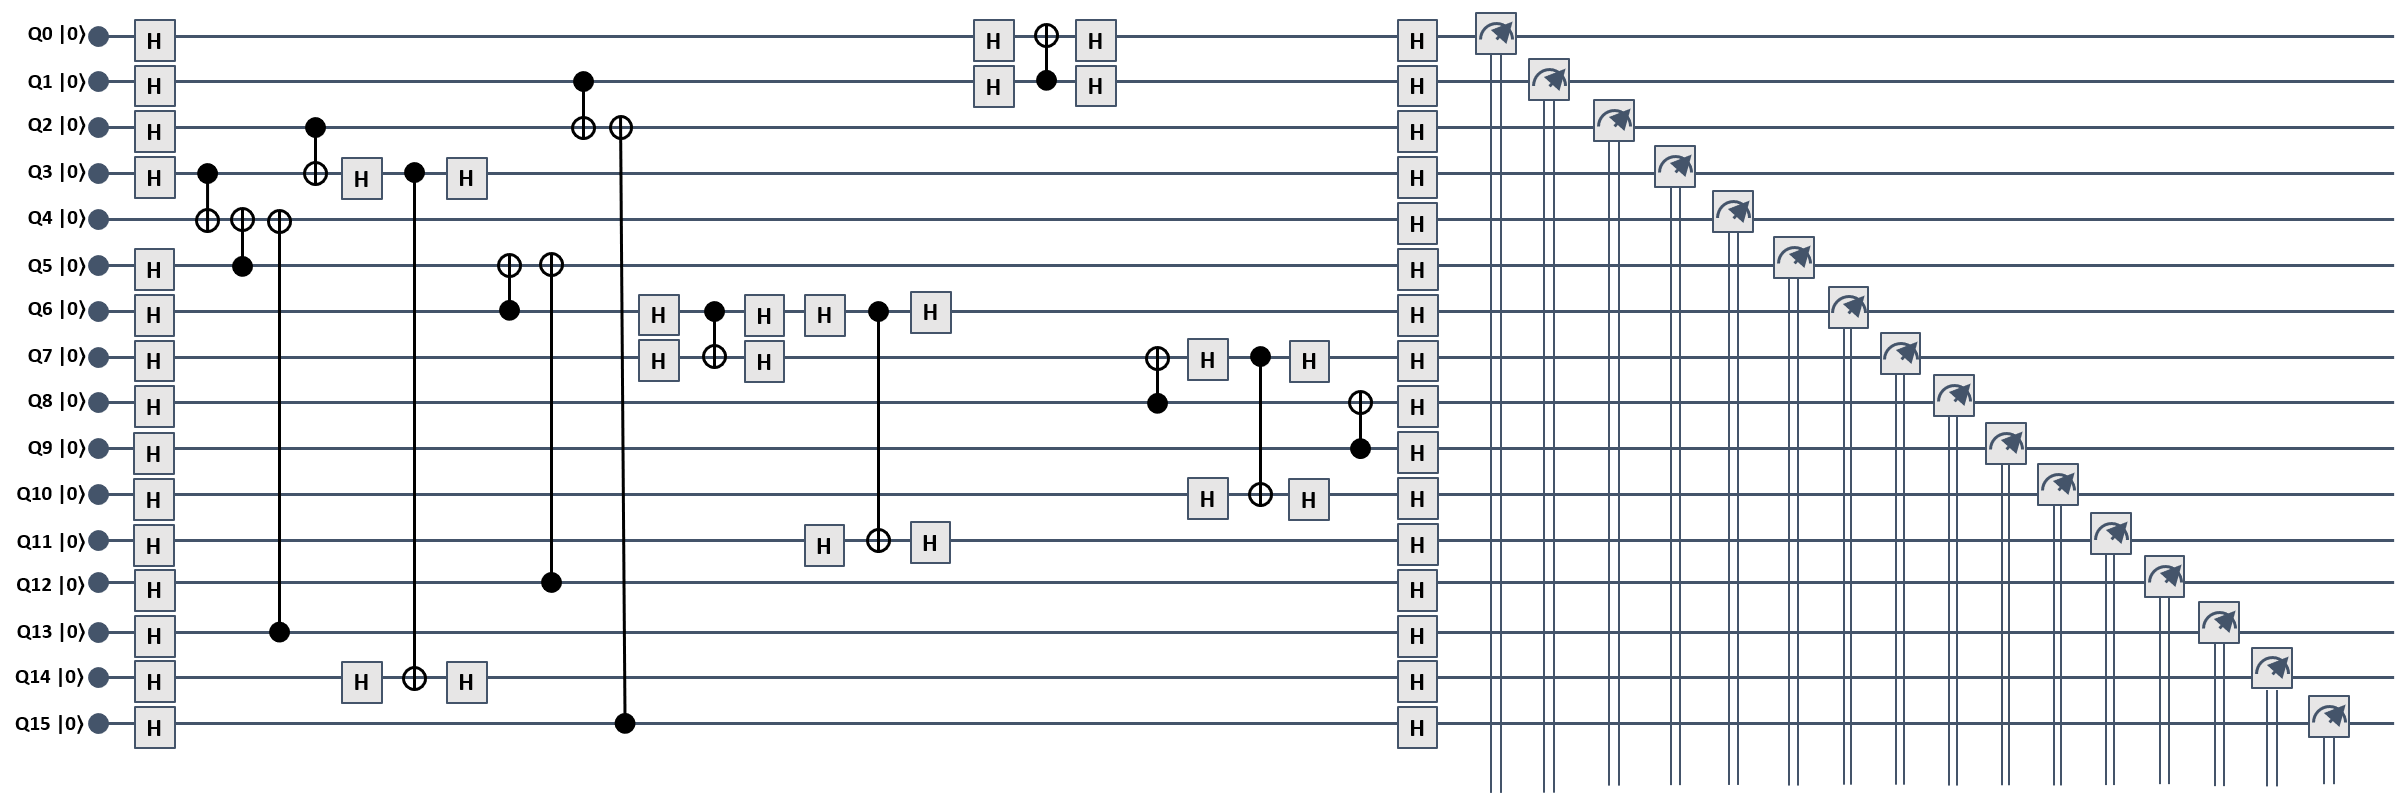 Q0 |0⟩ H H H H
Q1 |0⟩ H H H H
Q2 |0⟩ H H
Q3 |0⟩ H H H H
Q4 |0⟩ H
Q5 |0⟩ H H
Q6 |0⟩ H H H H H H
Q7 |0⟩ H H H H H H
Q8 |0⟩ H H
Q9 |0⟩ H H
Q10 |0⟩ H H H H
Q11 |0⟩ H H H H
Q12 |0⟩ H H
Q13 |0⟩ H H
Q14 |0⟩ H H H H
Q15 |0⟩ H H